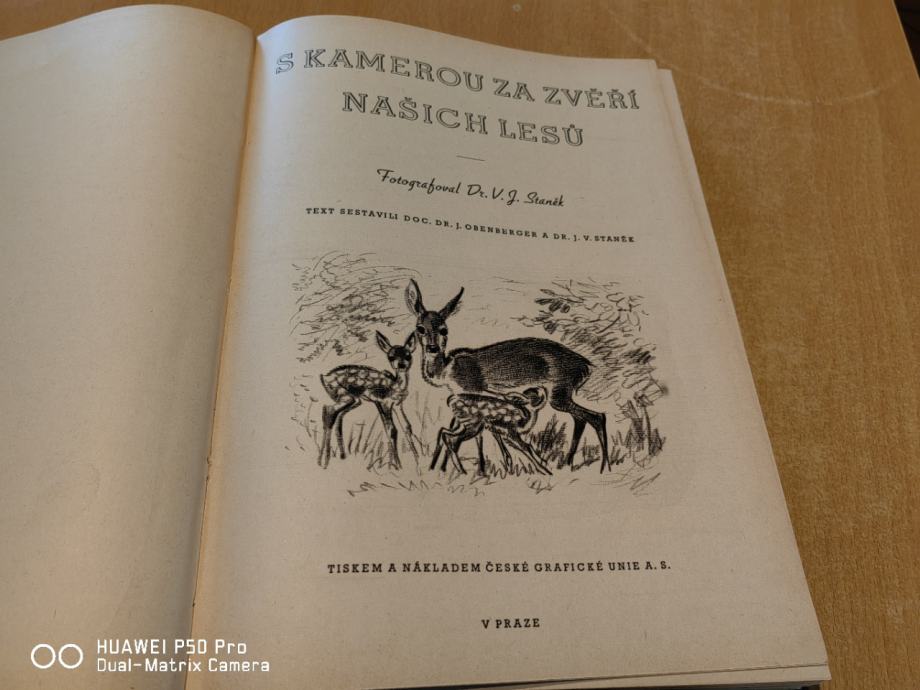 S KAMEROU ZA ZVĚŘÍ
NAŠICH LESŮ
Fotografoval Dr. V. J. Staněk
TEXT SESTAVILI DOC. DR. J. OBENBERGER A DR. J. V. STANĚK
TISKEM A NÁKLADEM ČESKÉ GRAFICKÉ UNIE A. S.
V PRAZE
HUAWEI P50 Pro
Dual-Matrix Camera